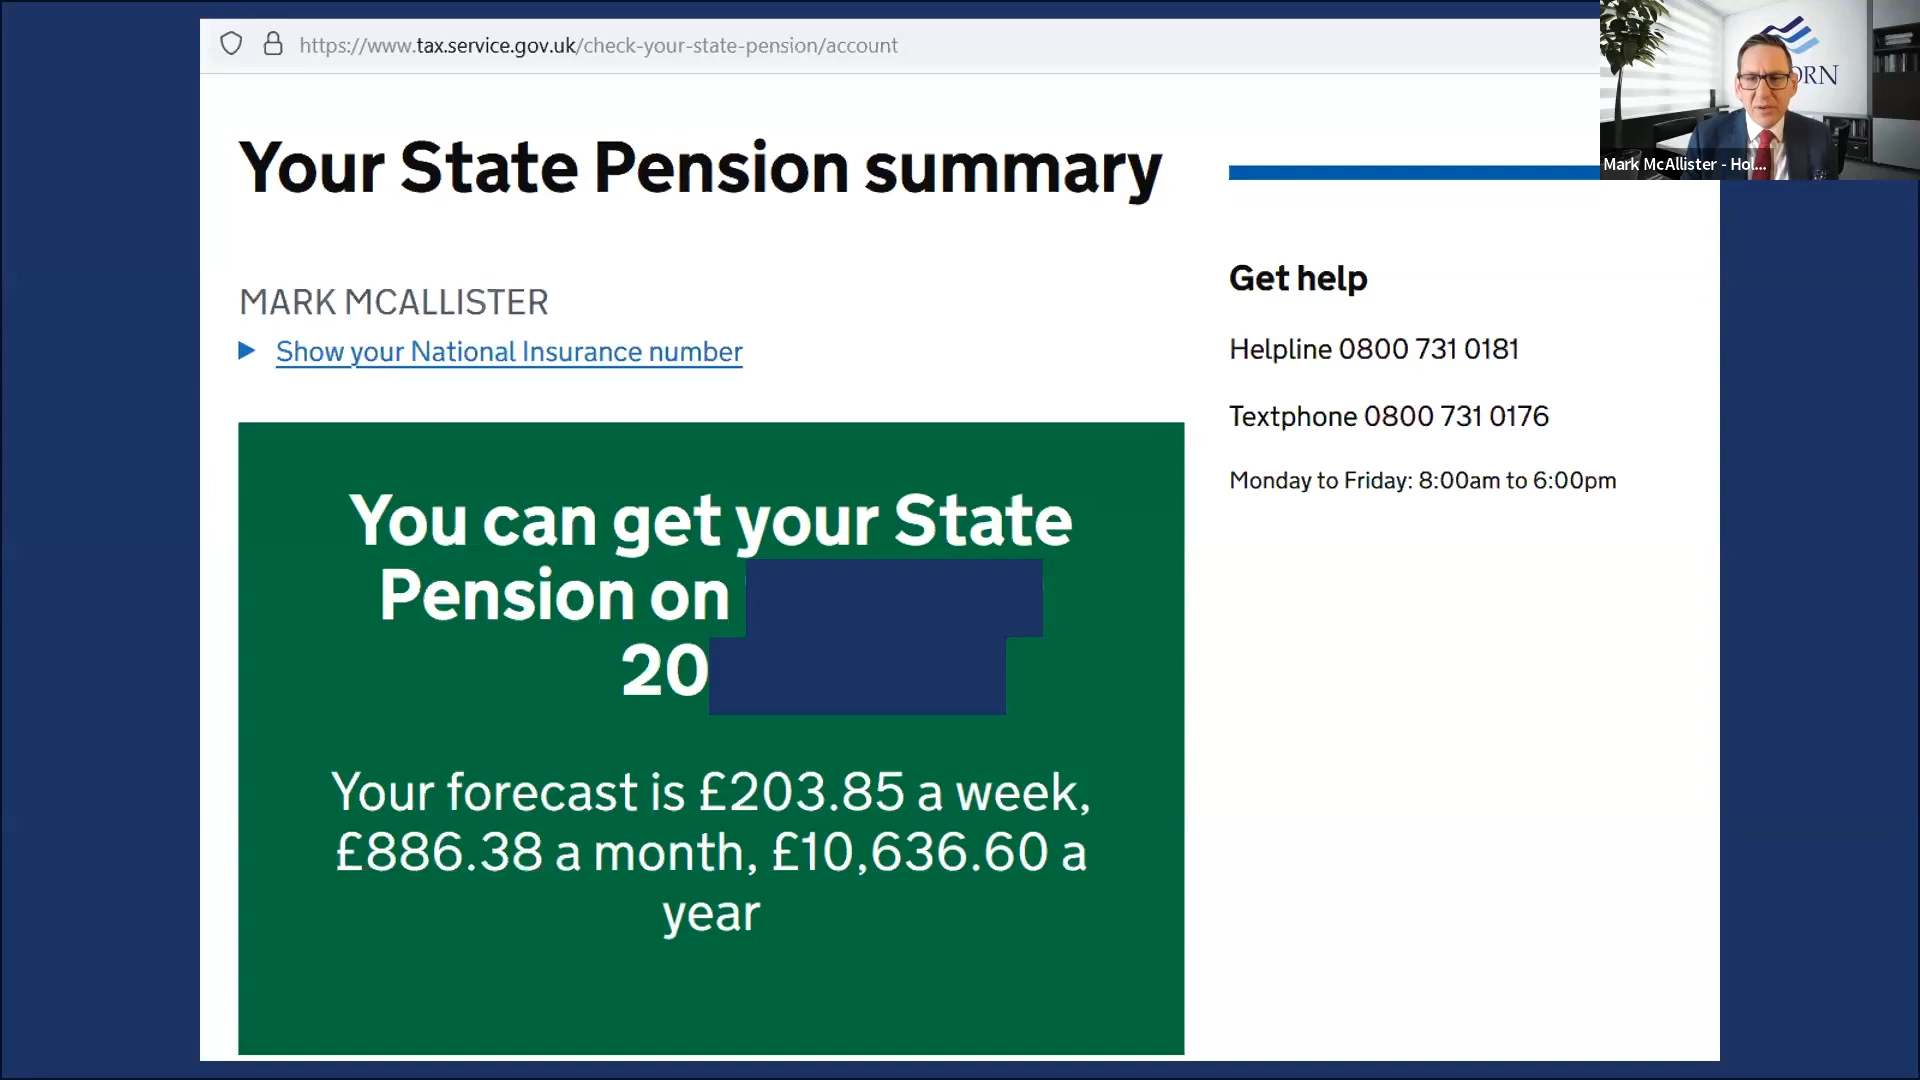 https://www.tax.service.gov.uk/check-your-state-pension/account
ORN
Mark McAllister - Hol...
Your State Pension summary
MARK MCALLISTER
Show your National Insurance number
You can get your State
Pension on
20
Your forecast is £203.85 a week,
£886.38 a month, £10,636.60 a
year
Get help
Helpline 0800 731 0181
Textphone 0800 731 0176
Monday to Friday: 8:00am to 6:00pm